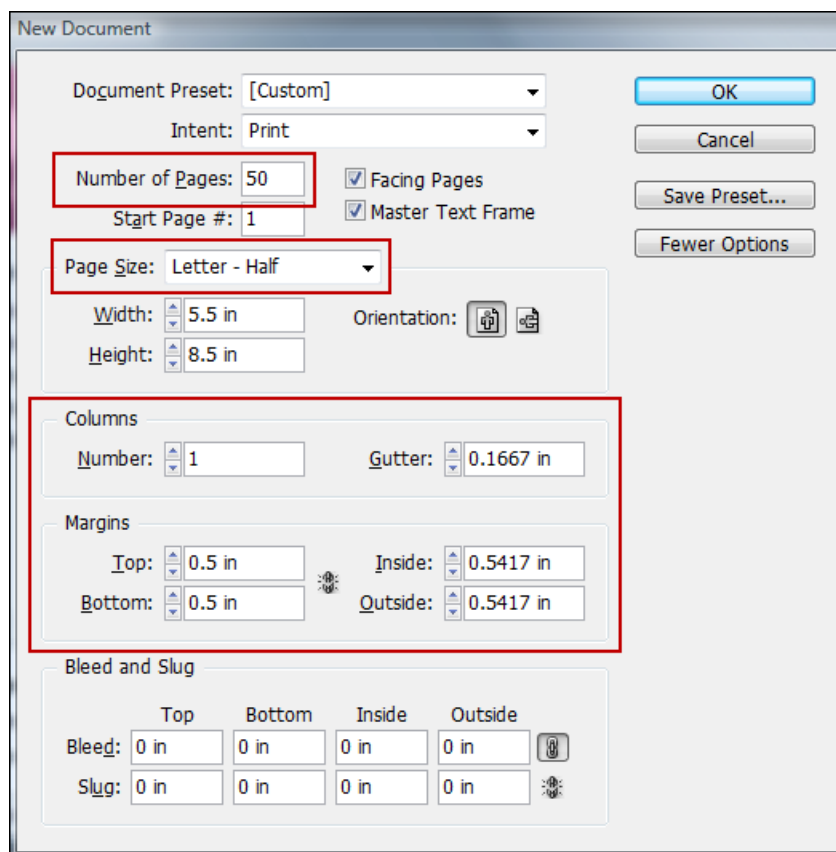 New Document
Document Preset: [Custom]
OK
Intent: Print
Cancel
Number of Pages: 50
Facing Pages
Save Preset...
Start Page #: 1
Master Text Frame
Fewer Options
Page Size: Letter - Half
Width: 5.5 in
Orientation:
Height: 8.5 in
Columns
Number: 1
Gutter: 0.1667 in
Margins
Top: 0.5 in
Inside: 0.5417 in
Bottom: 0.5 in
Outside: 0.5417 in
Bleed and Slug
Top Bottom Inside Outside
Bleed: 0 in 0 in 0 in 0 in
Slug: 0 in 0 in 0 in 0 in